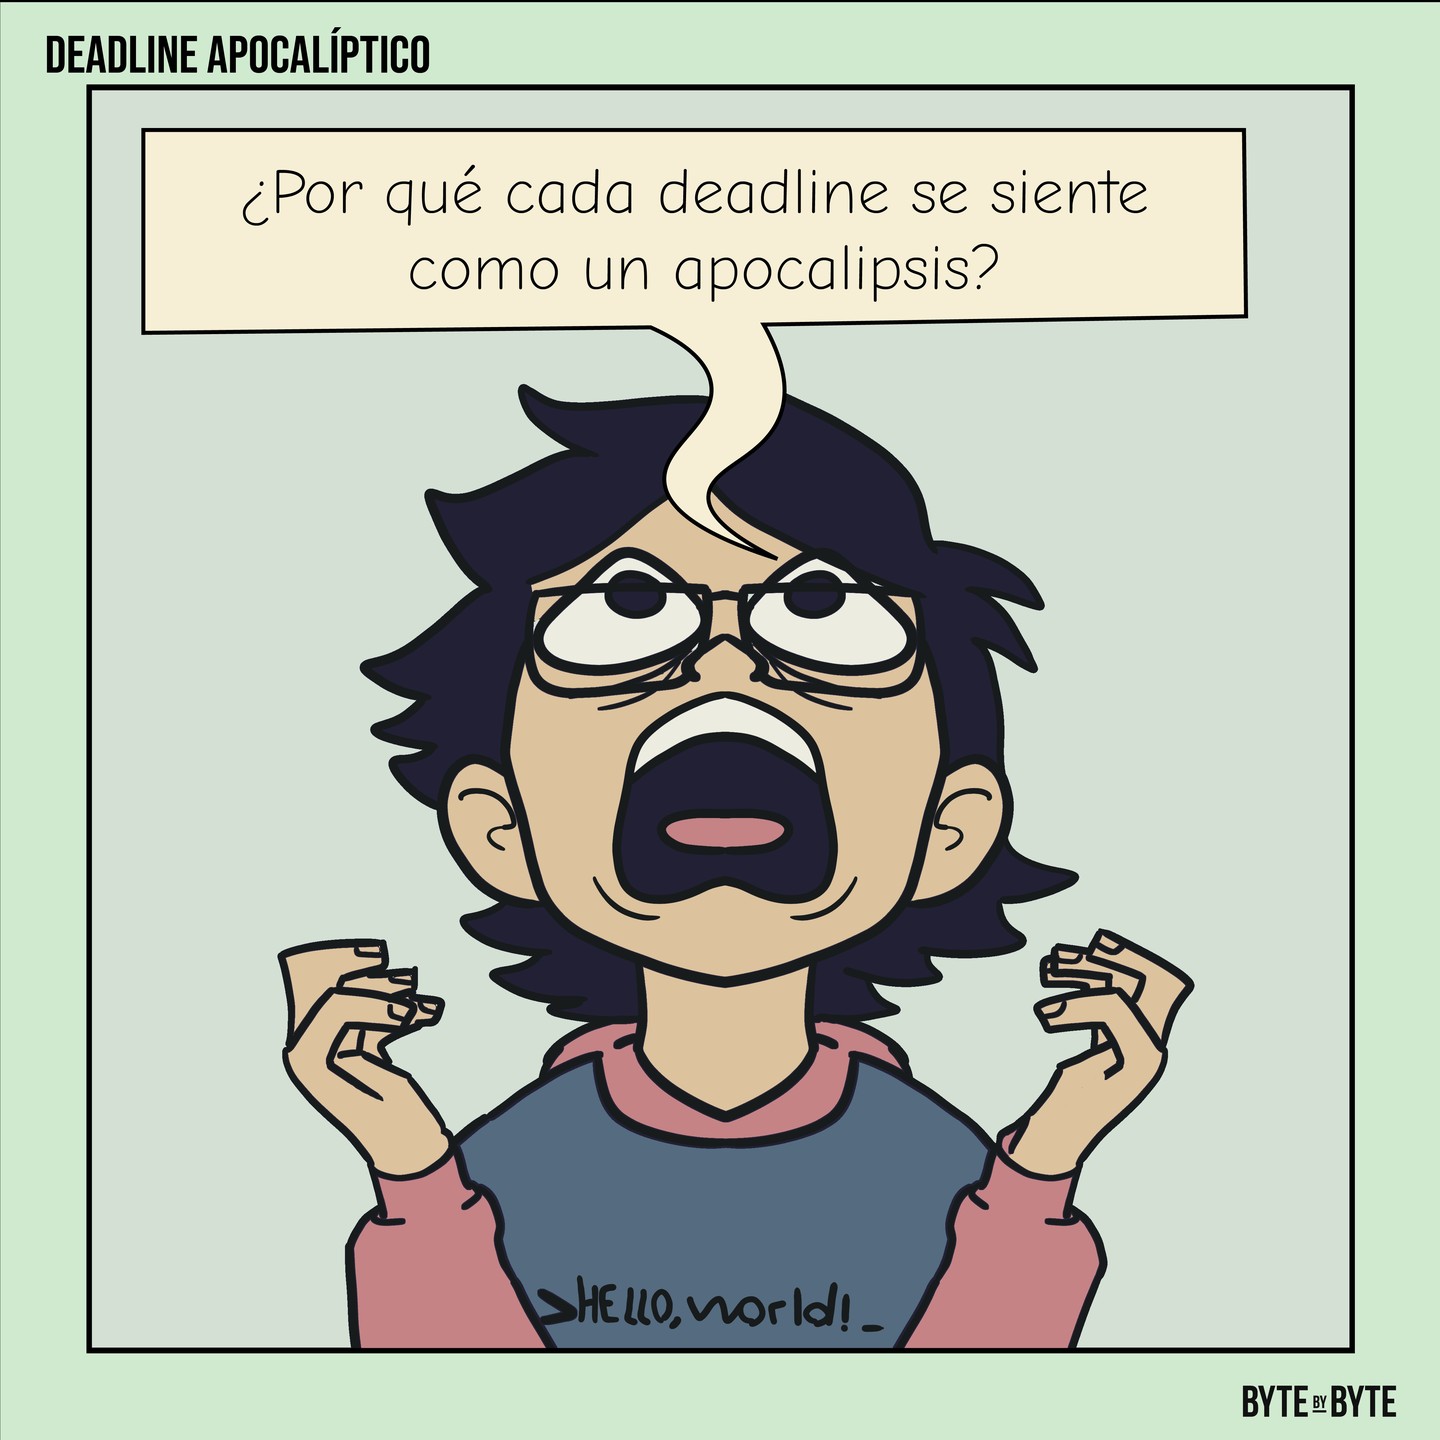 DEADLINE APOCALÍPTICO
¿Por qué cada deadline se siente
como un apocalipsis?
>HELLO, world!_
BYTE BY BYTE